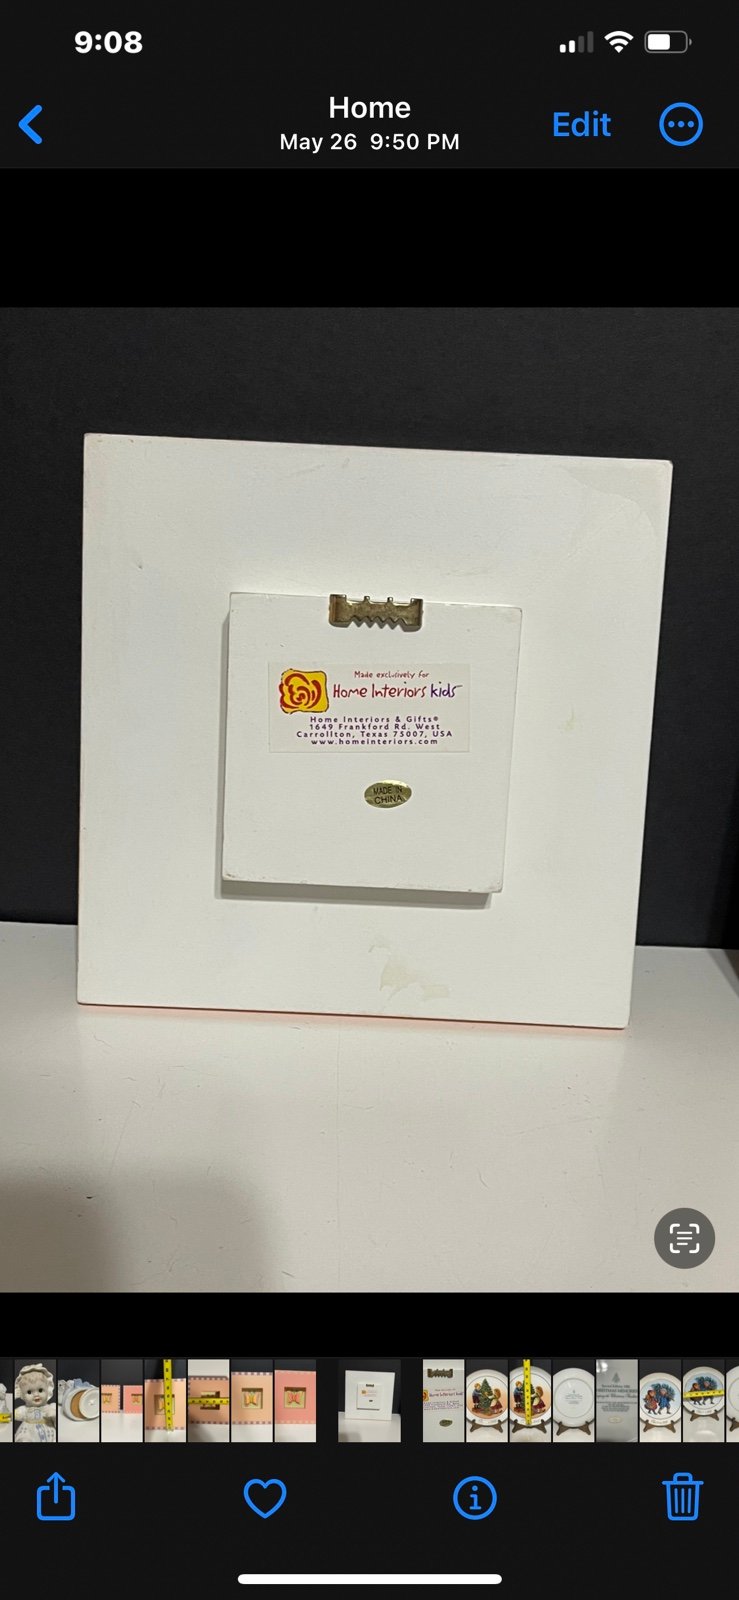 9:08
Home
May 26 9:50 PM
Edit
Made exclusively for
Home Interiors kids
Home Interiors & Gifts®
1649 Frankford Rd. West
Carrollton, Texas 75007, USA
www.homeinteriors.com
MADE IN
CHINA